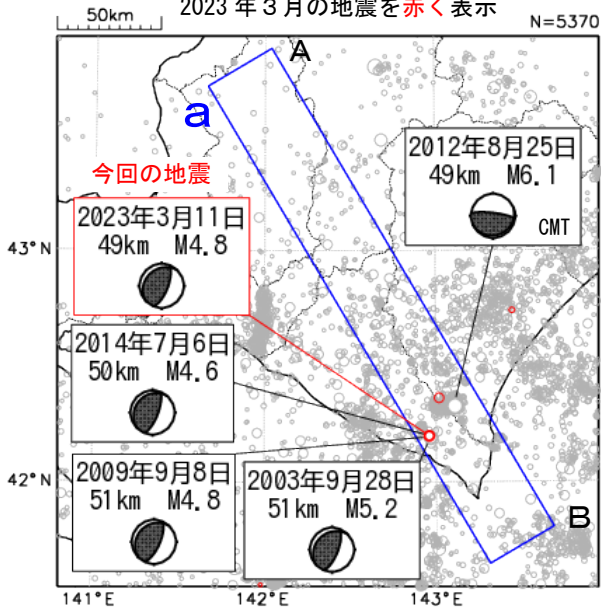 2023年3月の地震を赤く表示
50km
N=5370
A
a
2012年8月25日
49km M6.1
CMT
今回の地震
2023年3月11日
49km M4.8
43°N
2014年7月6日
50km M4.6
2009年9月8日
51km M4.8
2003年9月28日
51km M5.2
42°N
B
141°E
142°E
143°E